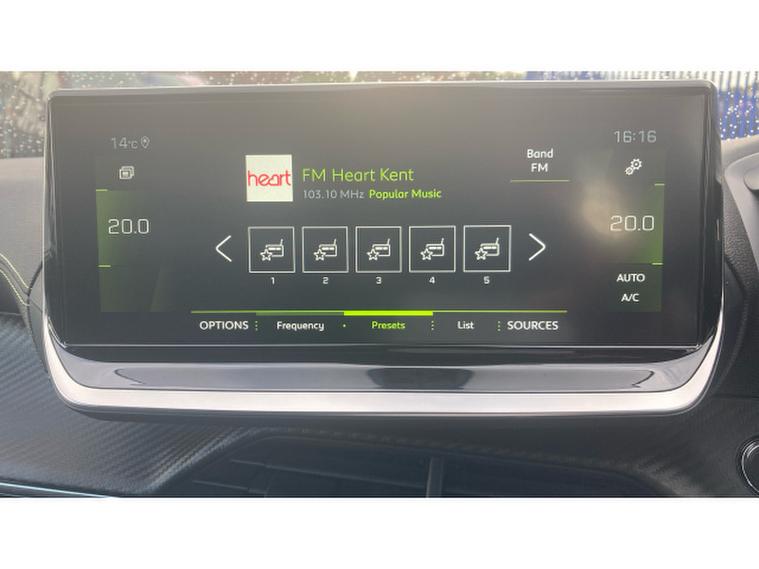 14°C
16:16
heart
FM Heart Kent
103.10 MHz Popular Music
Band
FM
20.0
20.0
1 2 3 4 5
AUTO
A/C
OPTIONS Frequency Presets List SOURCES